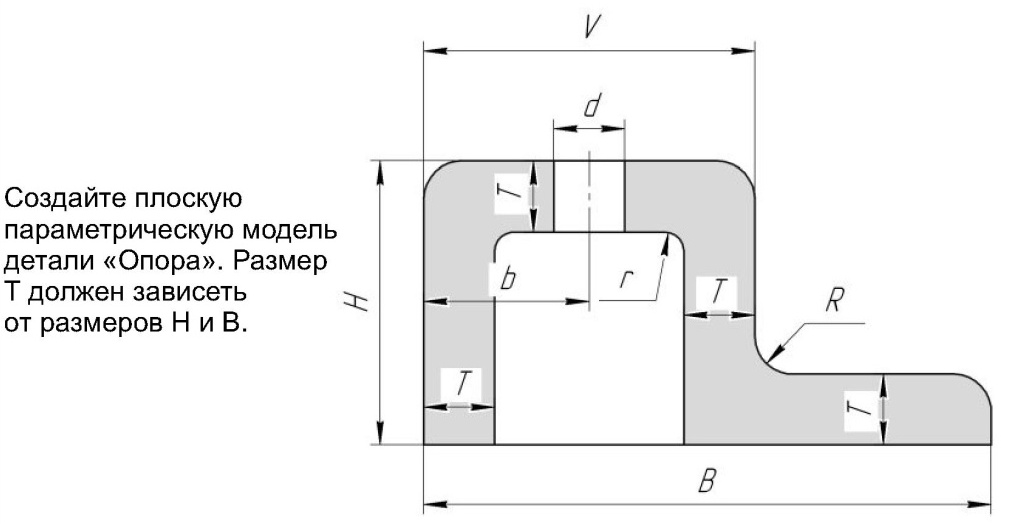 Создайте плоскую
параметрическую модель
детали «Опора». Размер
Т должен зависеть
от размеров H и B.
V
d
T
b
r
H
T
R
T
T
B